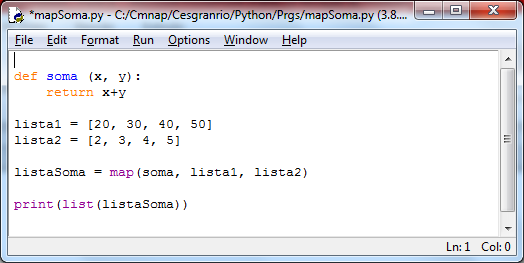 *mapSoma.py - C:/Cmnap/Cesgranrio/Python/Prgs/mapSoma.py (3.8....
File Edit Format Run Options Window Help
def soma (x, y):
    return x+y
lista1 = [20, 30, 40, 50]
lista2 = [2, 3, 4, 5]
listaSoma = map(soma, lista1, lista2)
print(list(listaSoma))
Ln: 1 Col: 0